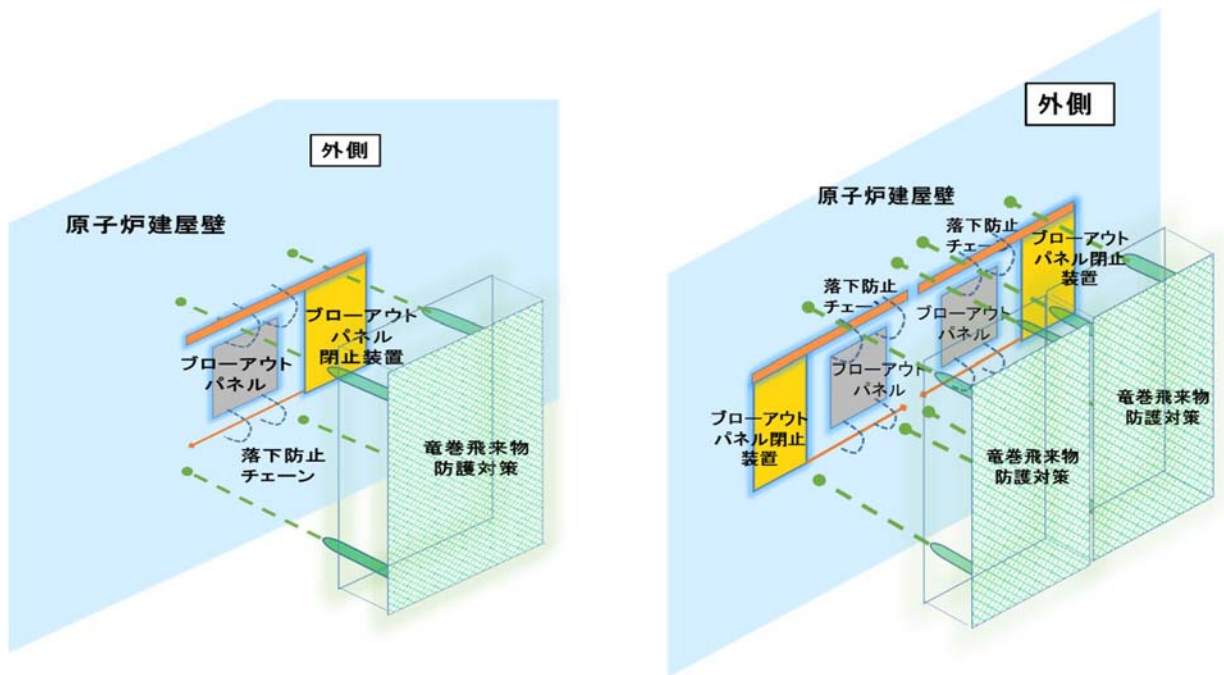 外側
原子炉建屋壁
ブローアウト
パネル
閉止装置
ブローアウト
パネル
落下防止
チェーン
竜巻飛来物
防護対策
外側
原子炉建屋壁
落下防止
チェーン
ブローアウト
パネル閉止
装置
落下防止
チェーン
ブローアウト
パネル
ブローアウト
パネル
ブローアウト
パネル閉止
装置
竜巻飛来物
防護対策
竜巻飛来物
防護対策